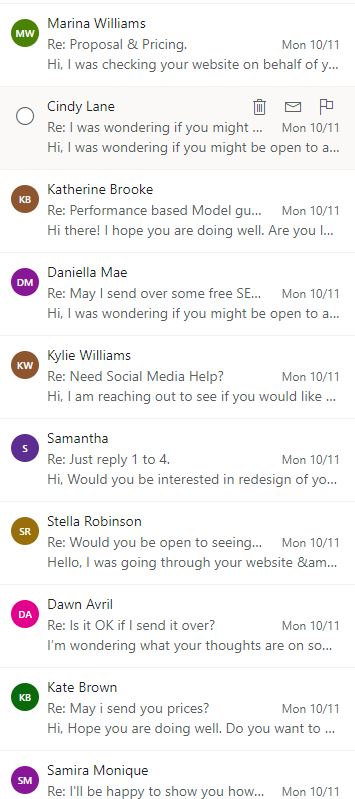 MW Marina Williams
Re: Proposal & Pricing. Mon 10/11
Hi, I was checking your website on behalf of y...
Cindy Lane
Re: I was wondering if you might ... Mon 10/11
Hi, I was wondering if you might be open to a...
KB Katherine Brooke
Re: Performance based Model gu... Mon 10/11
Hi there! I hope you are doing well. Are you l...
DM Daniella Mae
Re: May I send over some free SE... Mon 10/11
Hi, I was wondering if you might be open to a...
KW Kylie Williams
Re: Need Social Media Help? Mon 10/11
Hi, I am reaching out to see if you would like ...
S Samantha
Re: Just reply 1 to 4. Mon 10/11
Hi, Would you be interested in redesign of yo...
SR Stella Robinson
Re: Would you be open to seeing... Mon 10/11
Hello, I was going through your website &am...
DA Dawn Avril
Re: Is it OK if I send it over? Mon 10/11
I'm wondering what your thoughts are on so...
KB Kate Brown
Re: May i send you prices? Mon 10/11
Hi, Hope you are doing well. Do you want to ...
SM Samira Monique
Re: I'll be happy to show you how... Mon 10/11